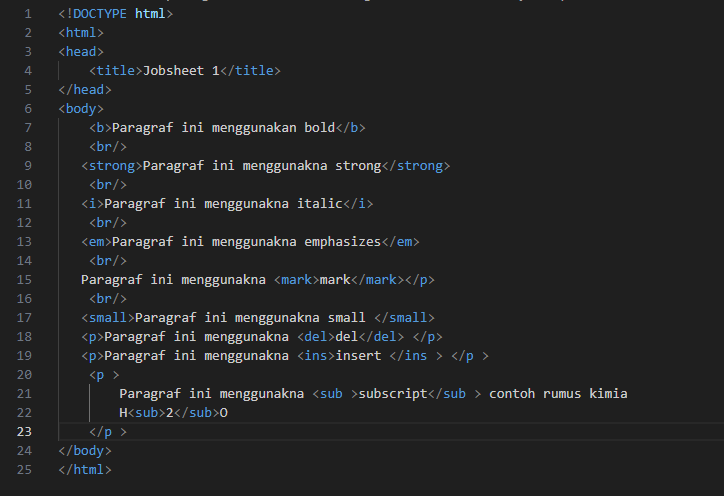 1 <!DOCTYPE html>
2 <html>
3 <head>
4     <title>Jobsheet 1</title>
5 </head>
6 <body>
7     <b>Paragraf ini menggunakan bold</b>
8     <br/>
9    <strong>Paragraf ini menggunakna strong</strong>
10     <br/>
11    <i>Paragraf ini menggunakna italic</i>
12     <br/>
13    <em>Paragraf ini menggunakna emphasizes</em>
14     <br/>
15    Paragraf ini menggunakna <mark>mark</mark></p>
16     <br/>
17    <small>Paragraf ini menggunakna small </small>
18    <p>Paragraf ini menggunakna <del>del</del> </p>
19    <p>Paragraf ini menggunakna <ins>insert </ins > </p >
20     <p >
21         Paragraf ini menggunakna <sub >subscript</sub > contoh rumus kimia
22         H<sub>2</sub>O
23     </p >
24 </body>
25 </html>